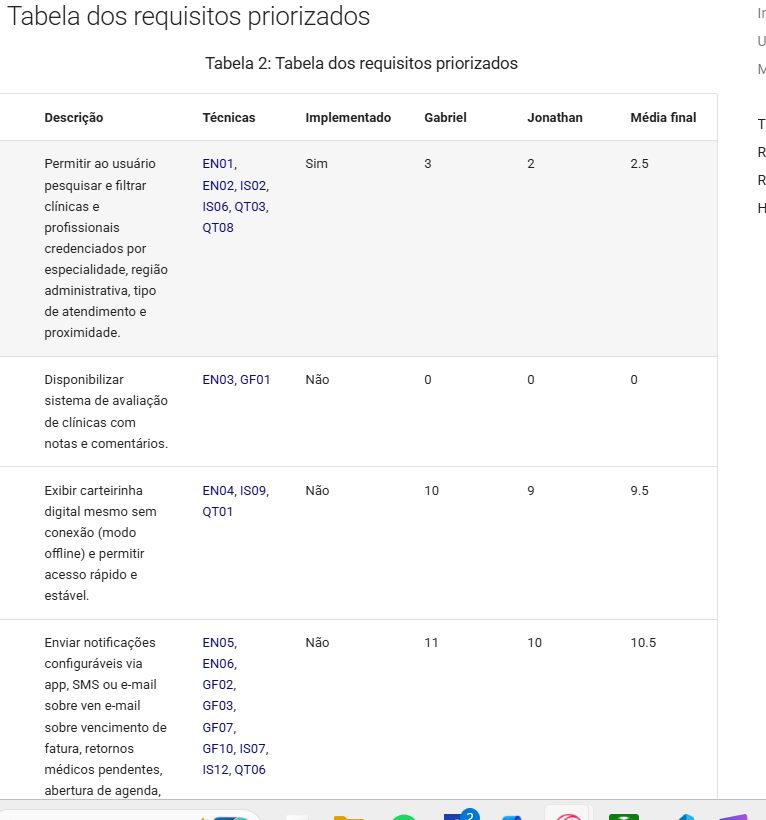 Tabela dos requisitos priorizados
Tabela 2: Tabela dos requisitos priorizados
Descrição Técnicas Implementado Gabriel Jonathan Média final
Permitir ao usuário EN01, Sim 3 2 2.5
pesquisar e filtrar EN02, IS02,
clínicas e IS06, QT03,
profissionais QT08
credenciados por
especialidade, região
administrativa, tipo
de atendimento e
proximidade.
Disponibilizar EN03, GF01 Não 0 0 0
sistema de avaliação
de clínicas com
notas e comentários.
Exibir carteirinha EN04, IS09, Não 10 9 9.5
digital mesmo sem QT01
conexão (modo
offline) e permitir
acesso rápido e
estável.
Enviar notificações EN05, Não 11 10 10.5
configuráveis via EN06,
app, SMS ou e-mail GF02,
sobre ven e-mail GF03,
sobre vencimento de GF07,
fatura, retornos GF10, IS07,
médicos pendentes, IS12, QT06
abertura de agenda,
2